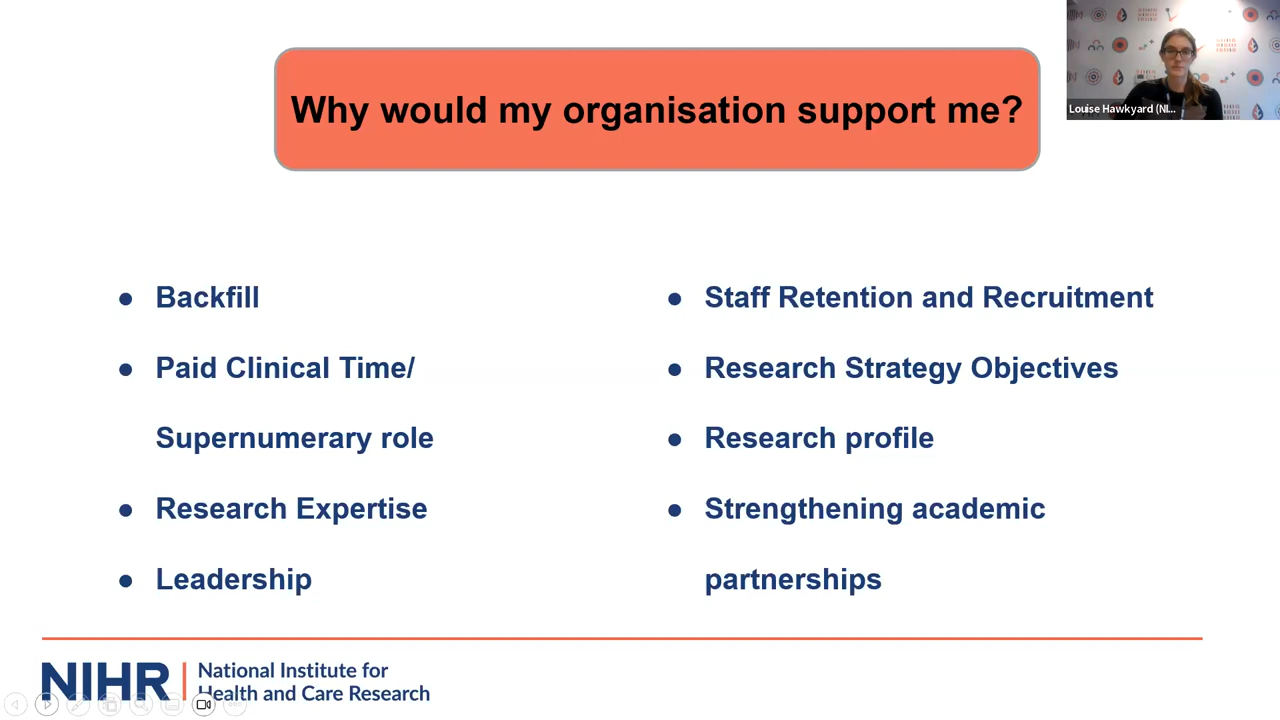 Why would my organisation support me?
Louise Hawkyard (NI...
● Backfill
● Paid Clinical Time/
Supernumerary role
● Research Expertise
● Leadership
● Staff Retention and Recruitment
● Research Strategy Objectives
● Research profile
● Strengthening academic
partnerships
NIHR | National Institute for
Health and Care Research